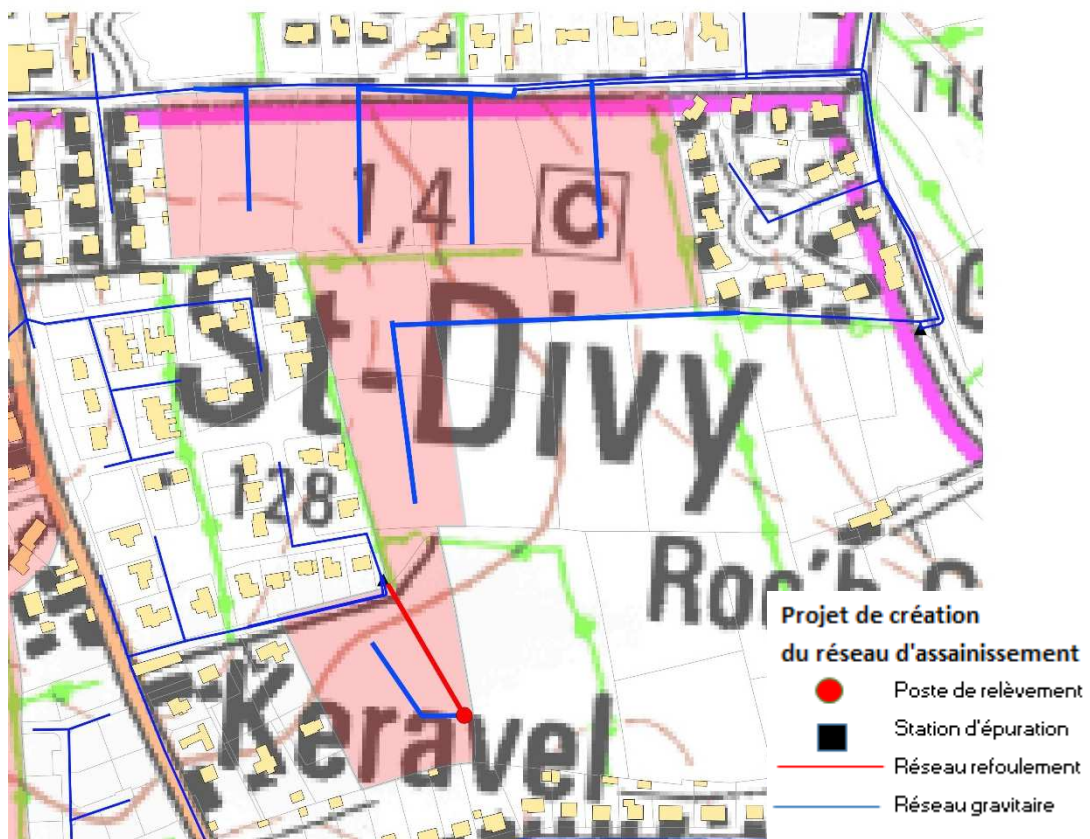 118
1,4 C
St-Divy
128
Roc'h
Keravel
Projet de création
du réseau d'assainissement
Poste de relèvement
Station d'épuration
Réseau refoulement
Réseau gravitaire